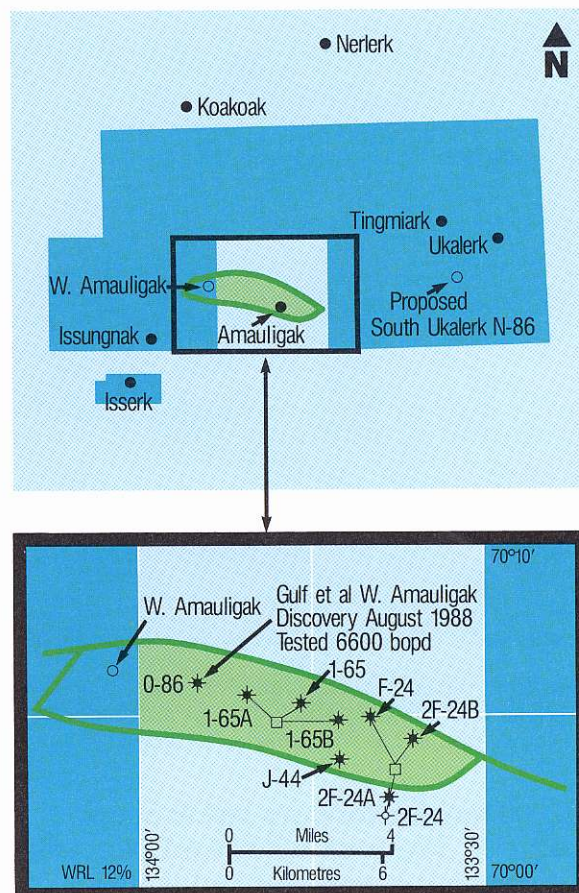 Nerlerk
N
Koakoak
Tingmiark
Ukalerk
W. Amauligak
Proposed
South Ukalerk N-86
Amauligak
Issungnak
Isserk
70°10'
W. Amauligak
Gulf et al W. Amauligak
Discovery August 1988
Tested 6600 bopd
0-86
1-65
F-24
1-65A
2F-24B
1-65B
J-44
2F-24A
2F-24
0 Miles 4
0 Kilometres 6
WRL 12%
134°00'
133°30'
70°00'